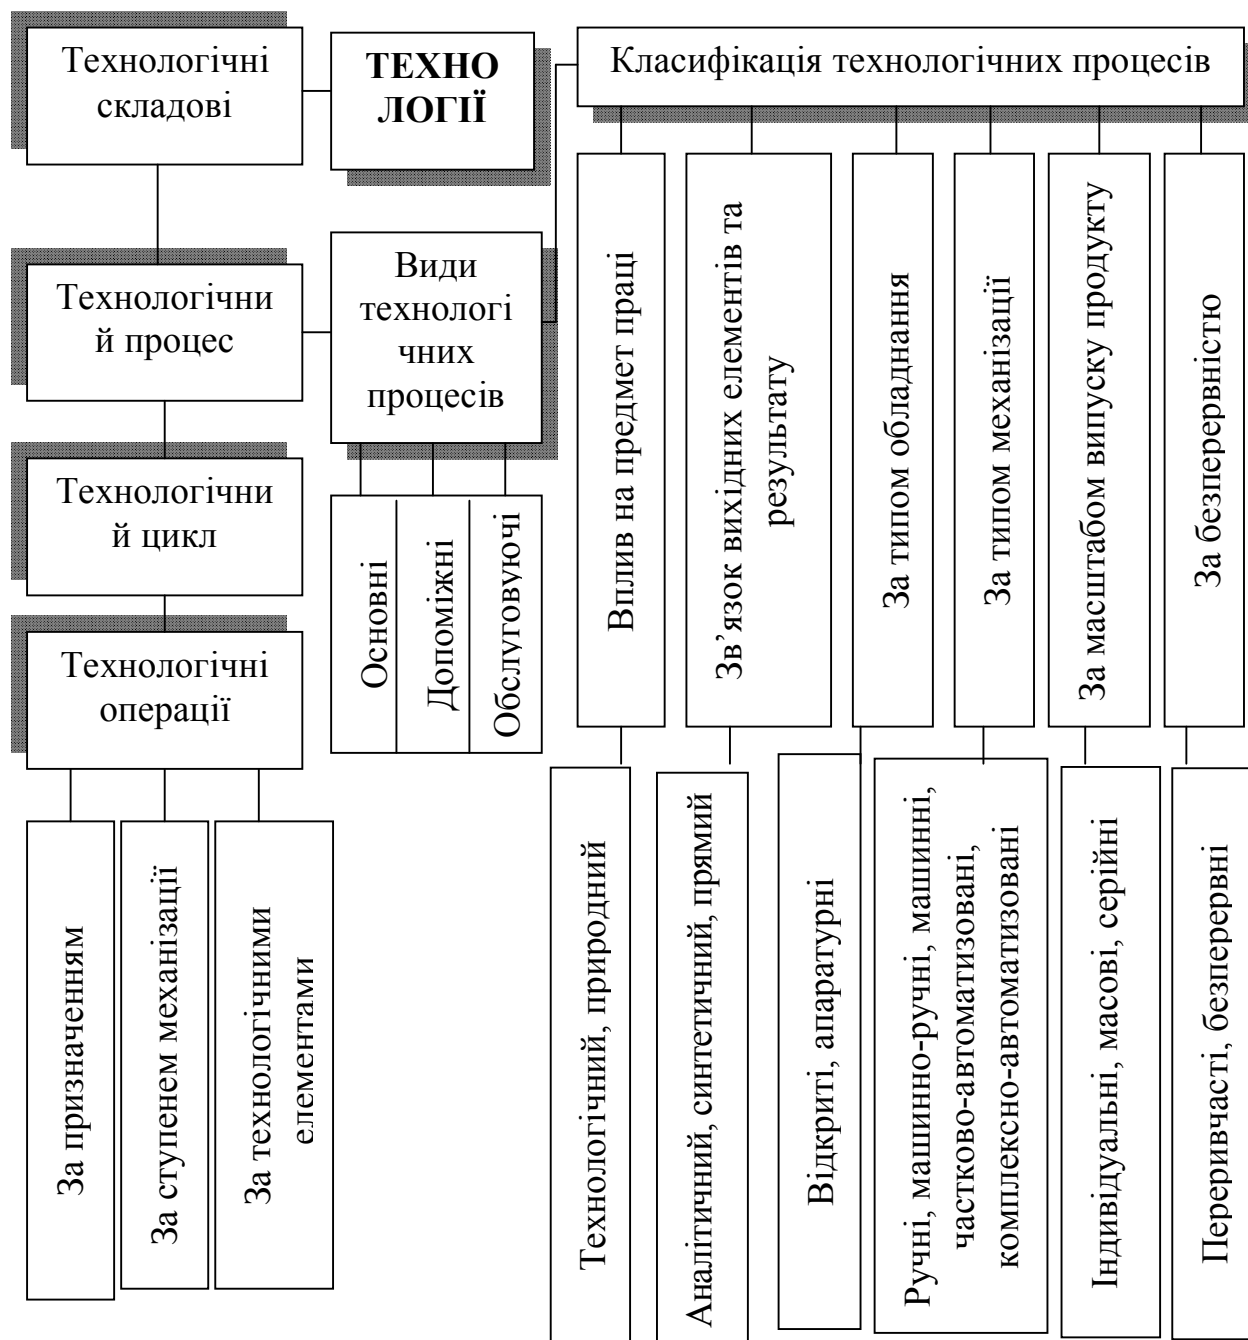 Технологічні
складові
ТЕХНО
ЛОГІЇ
Класифікація технологічних процесів
Технологічни
й процес
Види
технологі
чних
процесів
Технологічни
й цикл
Технологічні
операції
Основні
Допоміжні
Обслуговуючі
Вплив на предмет праці
Зв’язок вихідних елементів та
результату
За типом обладнання
За типом механізації
За масштабом випуску продукту
За безперервністю
За призначенням
За ступенем механізації
За технологічними
елементами
Технологічний, природний
Аналітичний, синтетичний, прямий
Відкриті, апаратурні
Ручні, машинно-ручні, машинні,
частково-автоматизовані,
комплексно-автоматизовані
Індивідуальні, масові, серійні
Переривчасті, безперервні